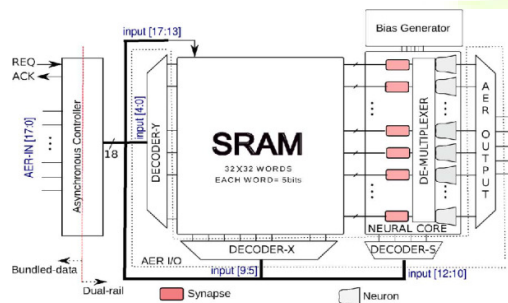 input [17:13]
Bias Generator
REQ
ACK
AER-IN [17:0]
Asynchronous Controller
18
input [4:0]
DECODER-Y
SRAM
32X32 WORDS
EACH WORD= 5bits
DE-MULTIPLEXER
AER OUTPUT
NEURAL CORE
DECODER-X
DECODER-S
AER I/O
Bundled-data
Dual-rail
input [9:5]
input [12:10]
Synapse
Neuron